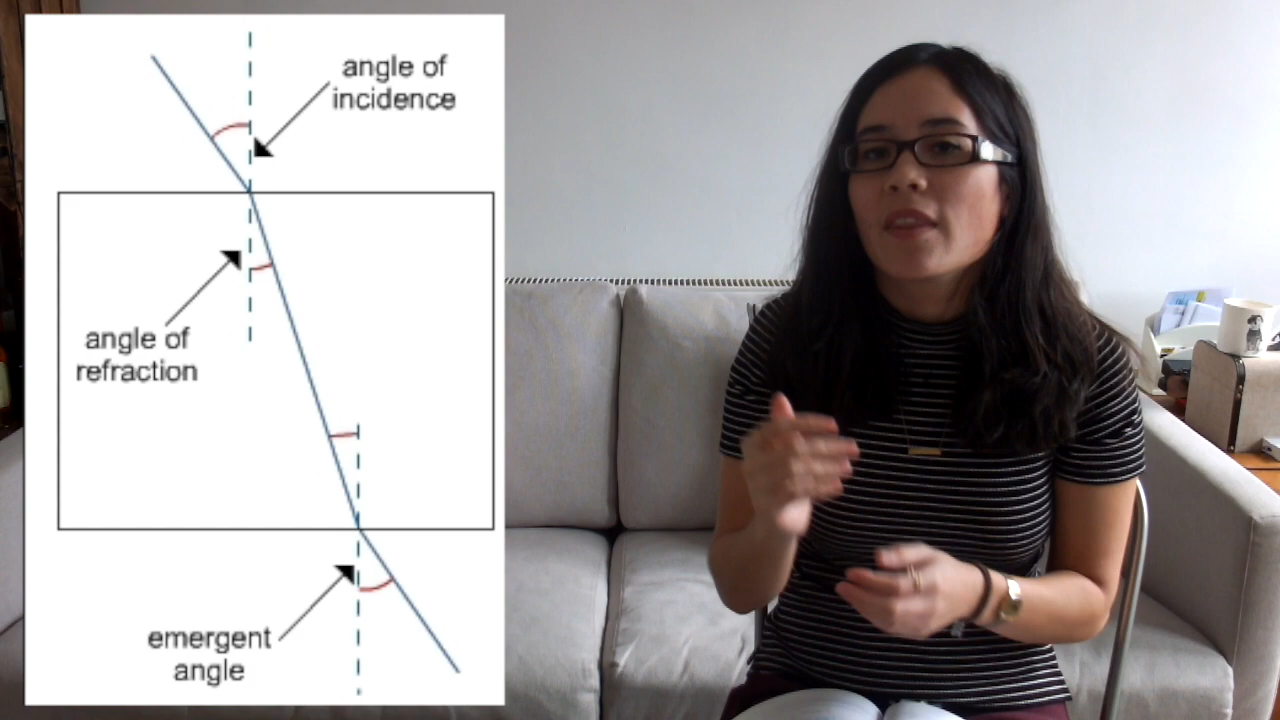 angle of
incidence
angle of
refraction
emergent
angle